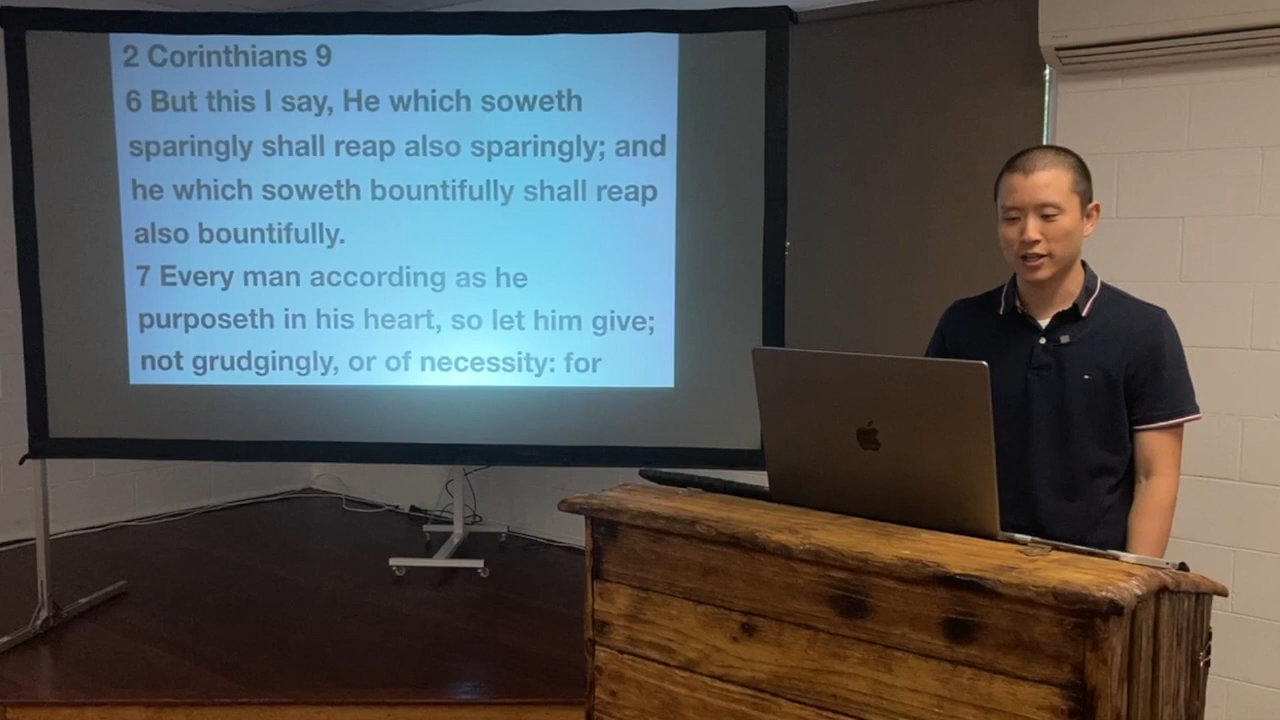 2 Corinthians 9
6 But this I say, He which soweth
sparingly shall reap also sparingly; and
he which soweth bountifully shall reap
also bountifully.
7 Every man according as he
purposeth in his heart, so let him give;
not grudgingly, or of necessity: for